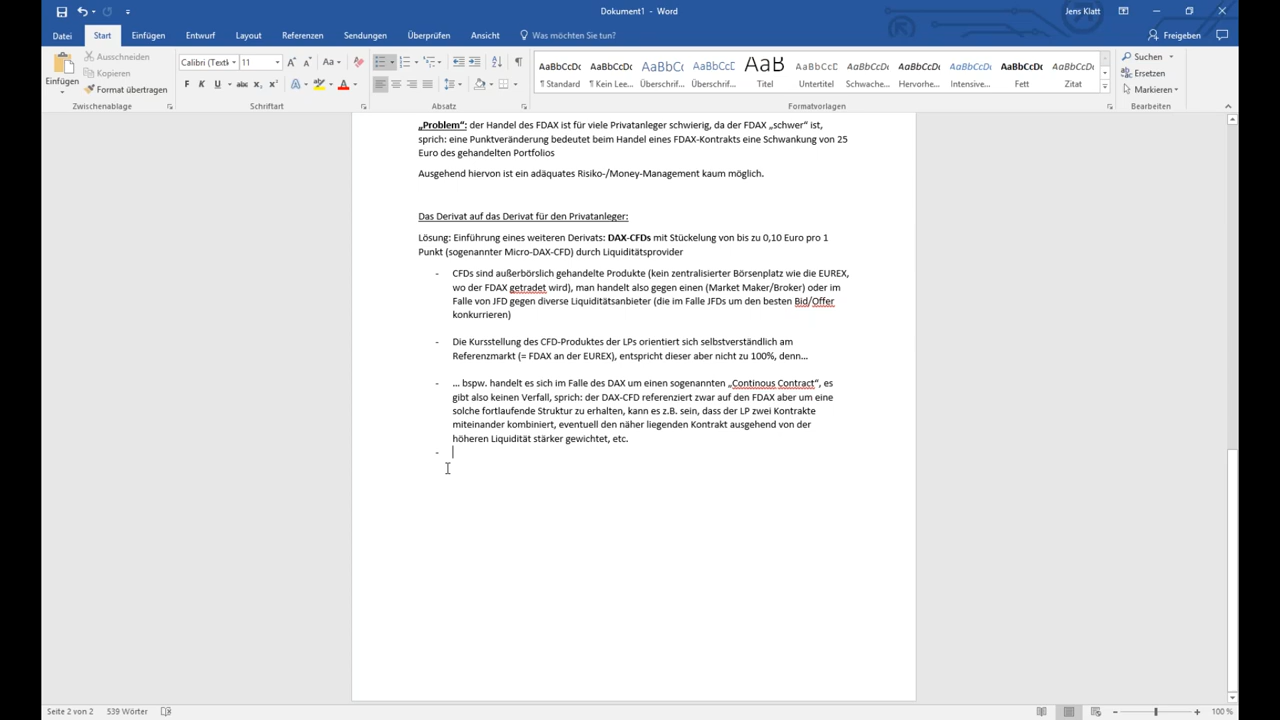 Dokument1 - Word
Jens Klatt
Datei Start Einfügen Entwurf Layout Referenzen Sendungen Überprüfen Ansicht Was möchten Sie tun? Freigeben
Einfügen
Ausschneiden
Kopieren
Format übertragen
Zwischenablage
Calibri (Textk 11
F K U abc x₂ x²
Schriftart
Absatz
AaBbCcDc AaBbCcDc AaBbCc AaBbCcD AaB AaBbCcD AaBbCcDc AaBbCcDc AaBbCcDc AaBbCcDc AaBbCcDc
¶ Standard ¶ Kein Lee... Überschrif... Überschrif... Titel Untertitel Schwache... Hervorhe... Intensive... Fett Zitat
Formatvorlagen
Suchen
Ersetzen
Markieren
Bearbeiten
„Problem“: der Handel des FDAX ist für viele Privatanleger schwierig, da der FDAX „schwer“ ist,
sprich: eine Punktveränderung bedeutet beim Handel eines FDAX-Kontrakts eine Schwankung von 25
Euro des gehandelten Portfolios
Ausgehend hiervon ist ein adäquates Risiko-/Money-Management kaum möglich.
Das Derivat auf das Derivat für den Privatanleger:
Lösung: Einführung eines weiteren Derivats: DAX-CFDs mit Stückelung von bis zu 0,10 Euro pro 1
Punkt (sogenannter Micro-DAX-CFD) durch Liquiditätsprovider
- CFDs sind außerbörslich gehandelte Produkte (kein zentralisierter Börsenplatz wie die EUREX,
wo der FDAX getradet wird), man handelt also gegen einen (Market Maker/Broker) oder im
Falle von JFD gegen diverse Liquiditätsanbieter (die im Falle JFDs um den besten Bid/Offer
konkurrieren)
- Die Kursstellung des CFD-Produktes der LPs orientiert sich selbstverständlich am
Referenzmarkt (= FDAX an der EUREX), entspricht dieser aber nicht zu 100%, denn...
- ... bspw. handelt es sich im Falle des DAX um einen sogenannten „Continous Contract“, es
gibt also keinen Verfall, sprich: der DAX-CFD referenziert zwar auf den FDAX aber um eine
solche fortlaufende Struktur zu erhalten, kann es z.B. sein, dass der LP zwei Kontrakte
miteinander kombiniert, eventuell den näher liegenden Kontrakt ausgehend von der
höheren Liquidität stärker gewichtet, etc.
-
Seite 2 von 2 539 Wörter
100 %